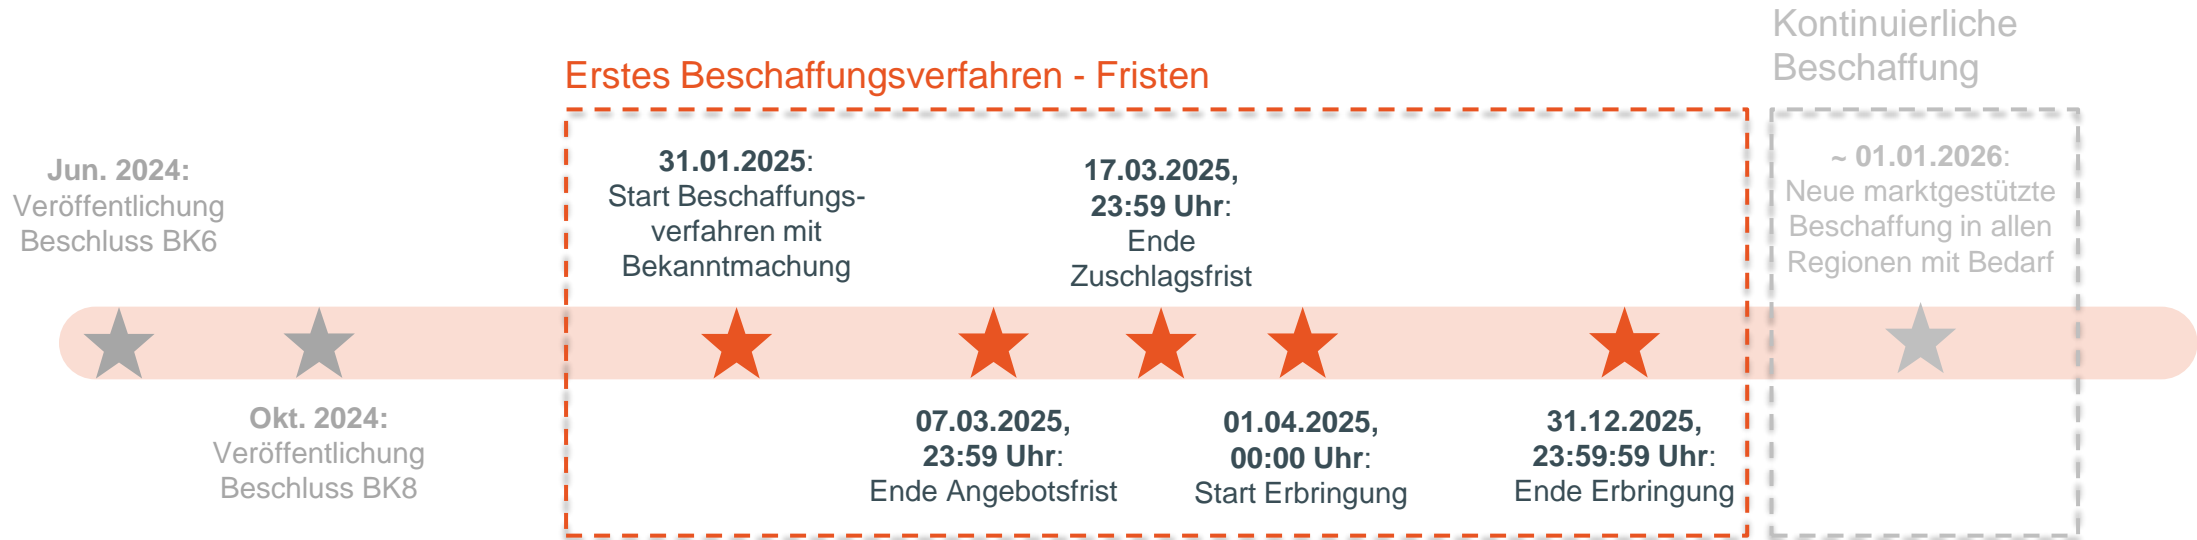 Kontinuierliche
Beschaffung
Erstes Beschaffungsverfahren - Fristen
Jun. 2024:
Veröffentlichung
Beschluss BK6
Okt. 2024:
Veröffentlichung
Beschluss BK8
31.01.2025:
Start Beschaffungs-
verfahren mit
Bekanntmachung
07.03.2025,
23:59 Uhr:
Ende Angebotsfrist
17.03.2025,
23:59 Uhr:
Ende
Zuschlagsfrist
01.04.2025,
00:00 Uhr:
Start Erbringung
31.12.2025,
23:59:59 Uhr:
Ende Erbringung
~ 01.01.2026:
Neue marktgestützte
Beschaffung in allen
Regionen mit Bedarf